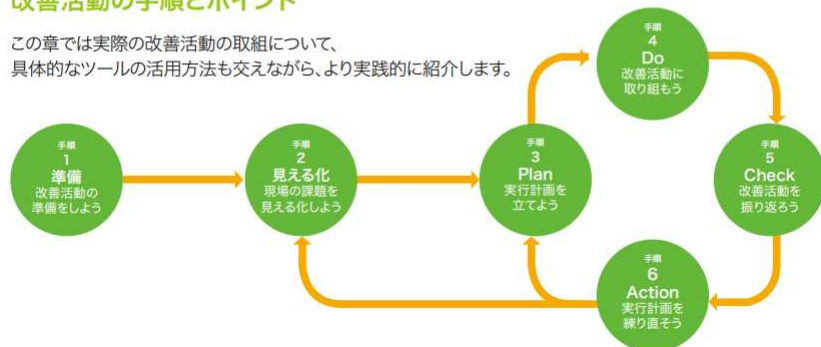 改善活動の手順とポイント
この章では実際の改善活動の取組について、
具体的なツールの活用方法も交えながら、より実践的に紹介します。
手順
1
準備
改善活動の
準備をしよう
手順
2
見える化
現場の課題を
見える化しよう
手順
3
Plan
実行計画を
立てよう
手順
4
Do
改善活動に
取り組もう
手順
5
Check
改善活動を
振り返ろう
手順
6
Action
実行計画を
練り直そう